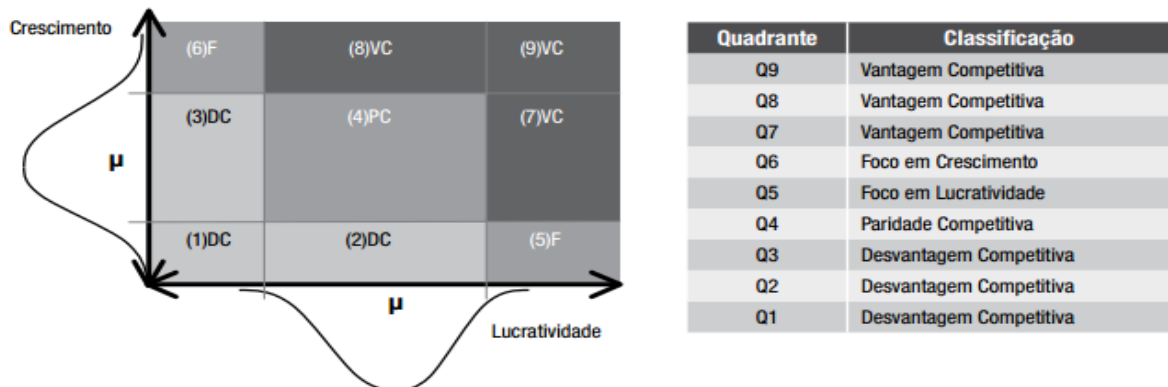 Crescimento
(6)F (8)VC (9)VC
(3)DC (4)PC (7)VC
µ
(1)DC (2)DC (5)F
µ
Lucratividade
Quadrante Classificação
Q9 Vantagem Competitiva
Q8 Vantagem Competitiva
Q7 Vantagem Competitiva
Q6 Foco em Crescimento
Q5 Foco em Lucratividade
Q4 Paridade Competitiva
Q3 Desvantagem Competitiva
Q2 Desvantagem Competitiva
Q1 Desvantagem Competitiva